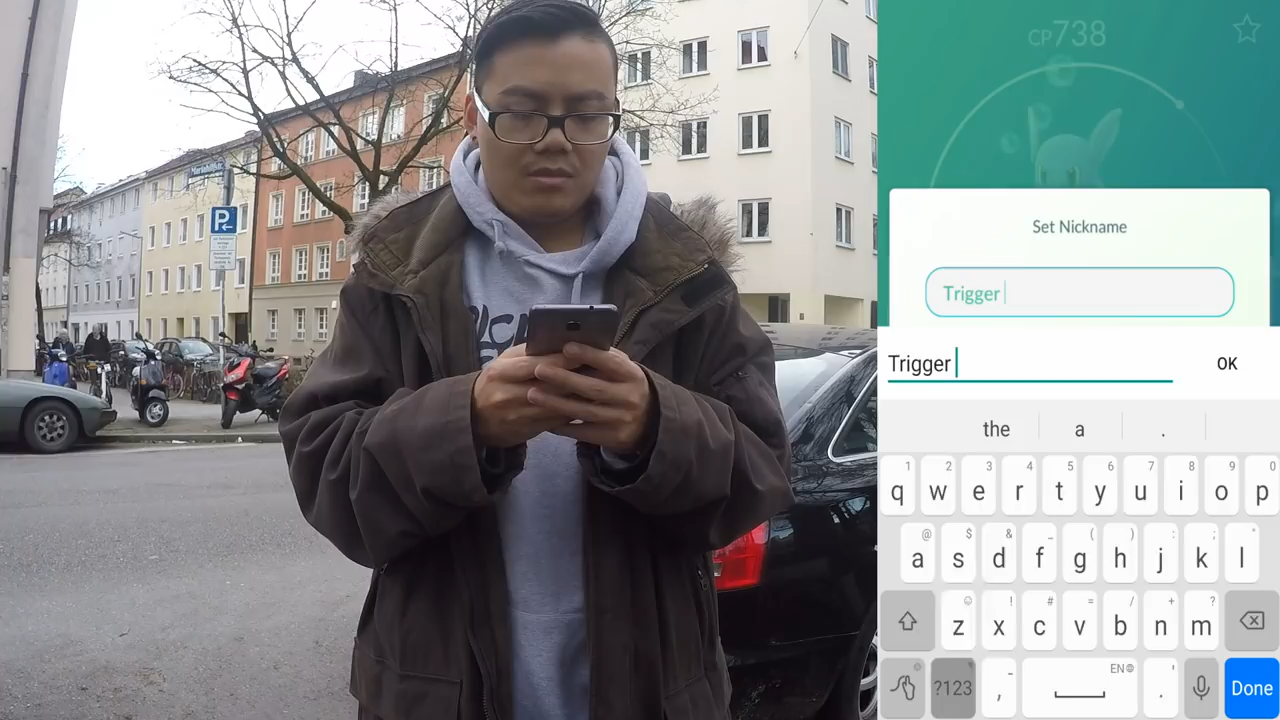 CP738
Set Nickname
Trigger
Trigger
OK
the a .
1 2 3 4 5 6 7 8 9 0
q w e r t y u i o p
@ $ & _ ( ) : ; "
a s d f g h j k l
! # = / + ?
z x c v b n m
EN
?123 , . Done
P